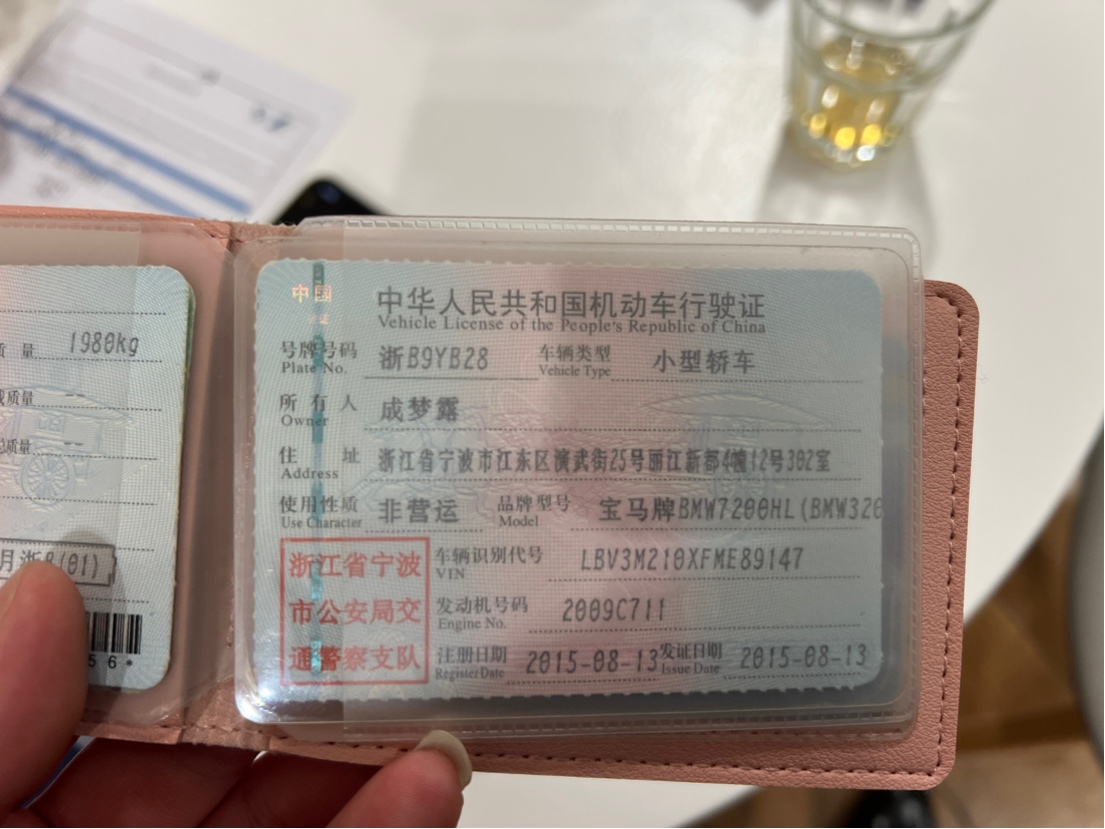 质 量 1980kg
质量
总质量
月浙B(01)
56*
中国
中华人民共和国机动车行驶证
Vehicle License of the People's Republic of China
号牌号码 浙B9YB28 车辆类型 小型轿车
Plate No. Vehicle Type
所有人 成梦露
Owner
住址 浙江省宁波市江东区演武街25号丽江新都4幢12号302室
Address
使用性质 非营运 品牌型号 宝马牌BMW7200HL(BMW320
Use Character Model
浙江省宁波 车辆识别代号 LBV3M210XFME89147
VIN
市公安局交 发动机号码 2009C711
Engine No.
通警察支队 注册日期 2015-08-13 发证日期 2015-08-13
Register Date Issue Date